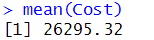 > mean(Cost)
[1] 26295.32